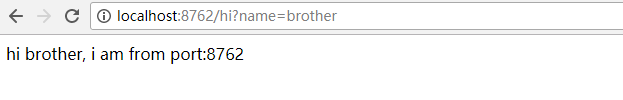 localhost:8762/hi?name=brother
hi brother, i am from port:8762